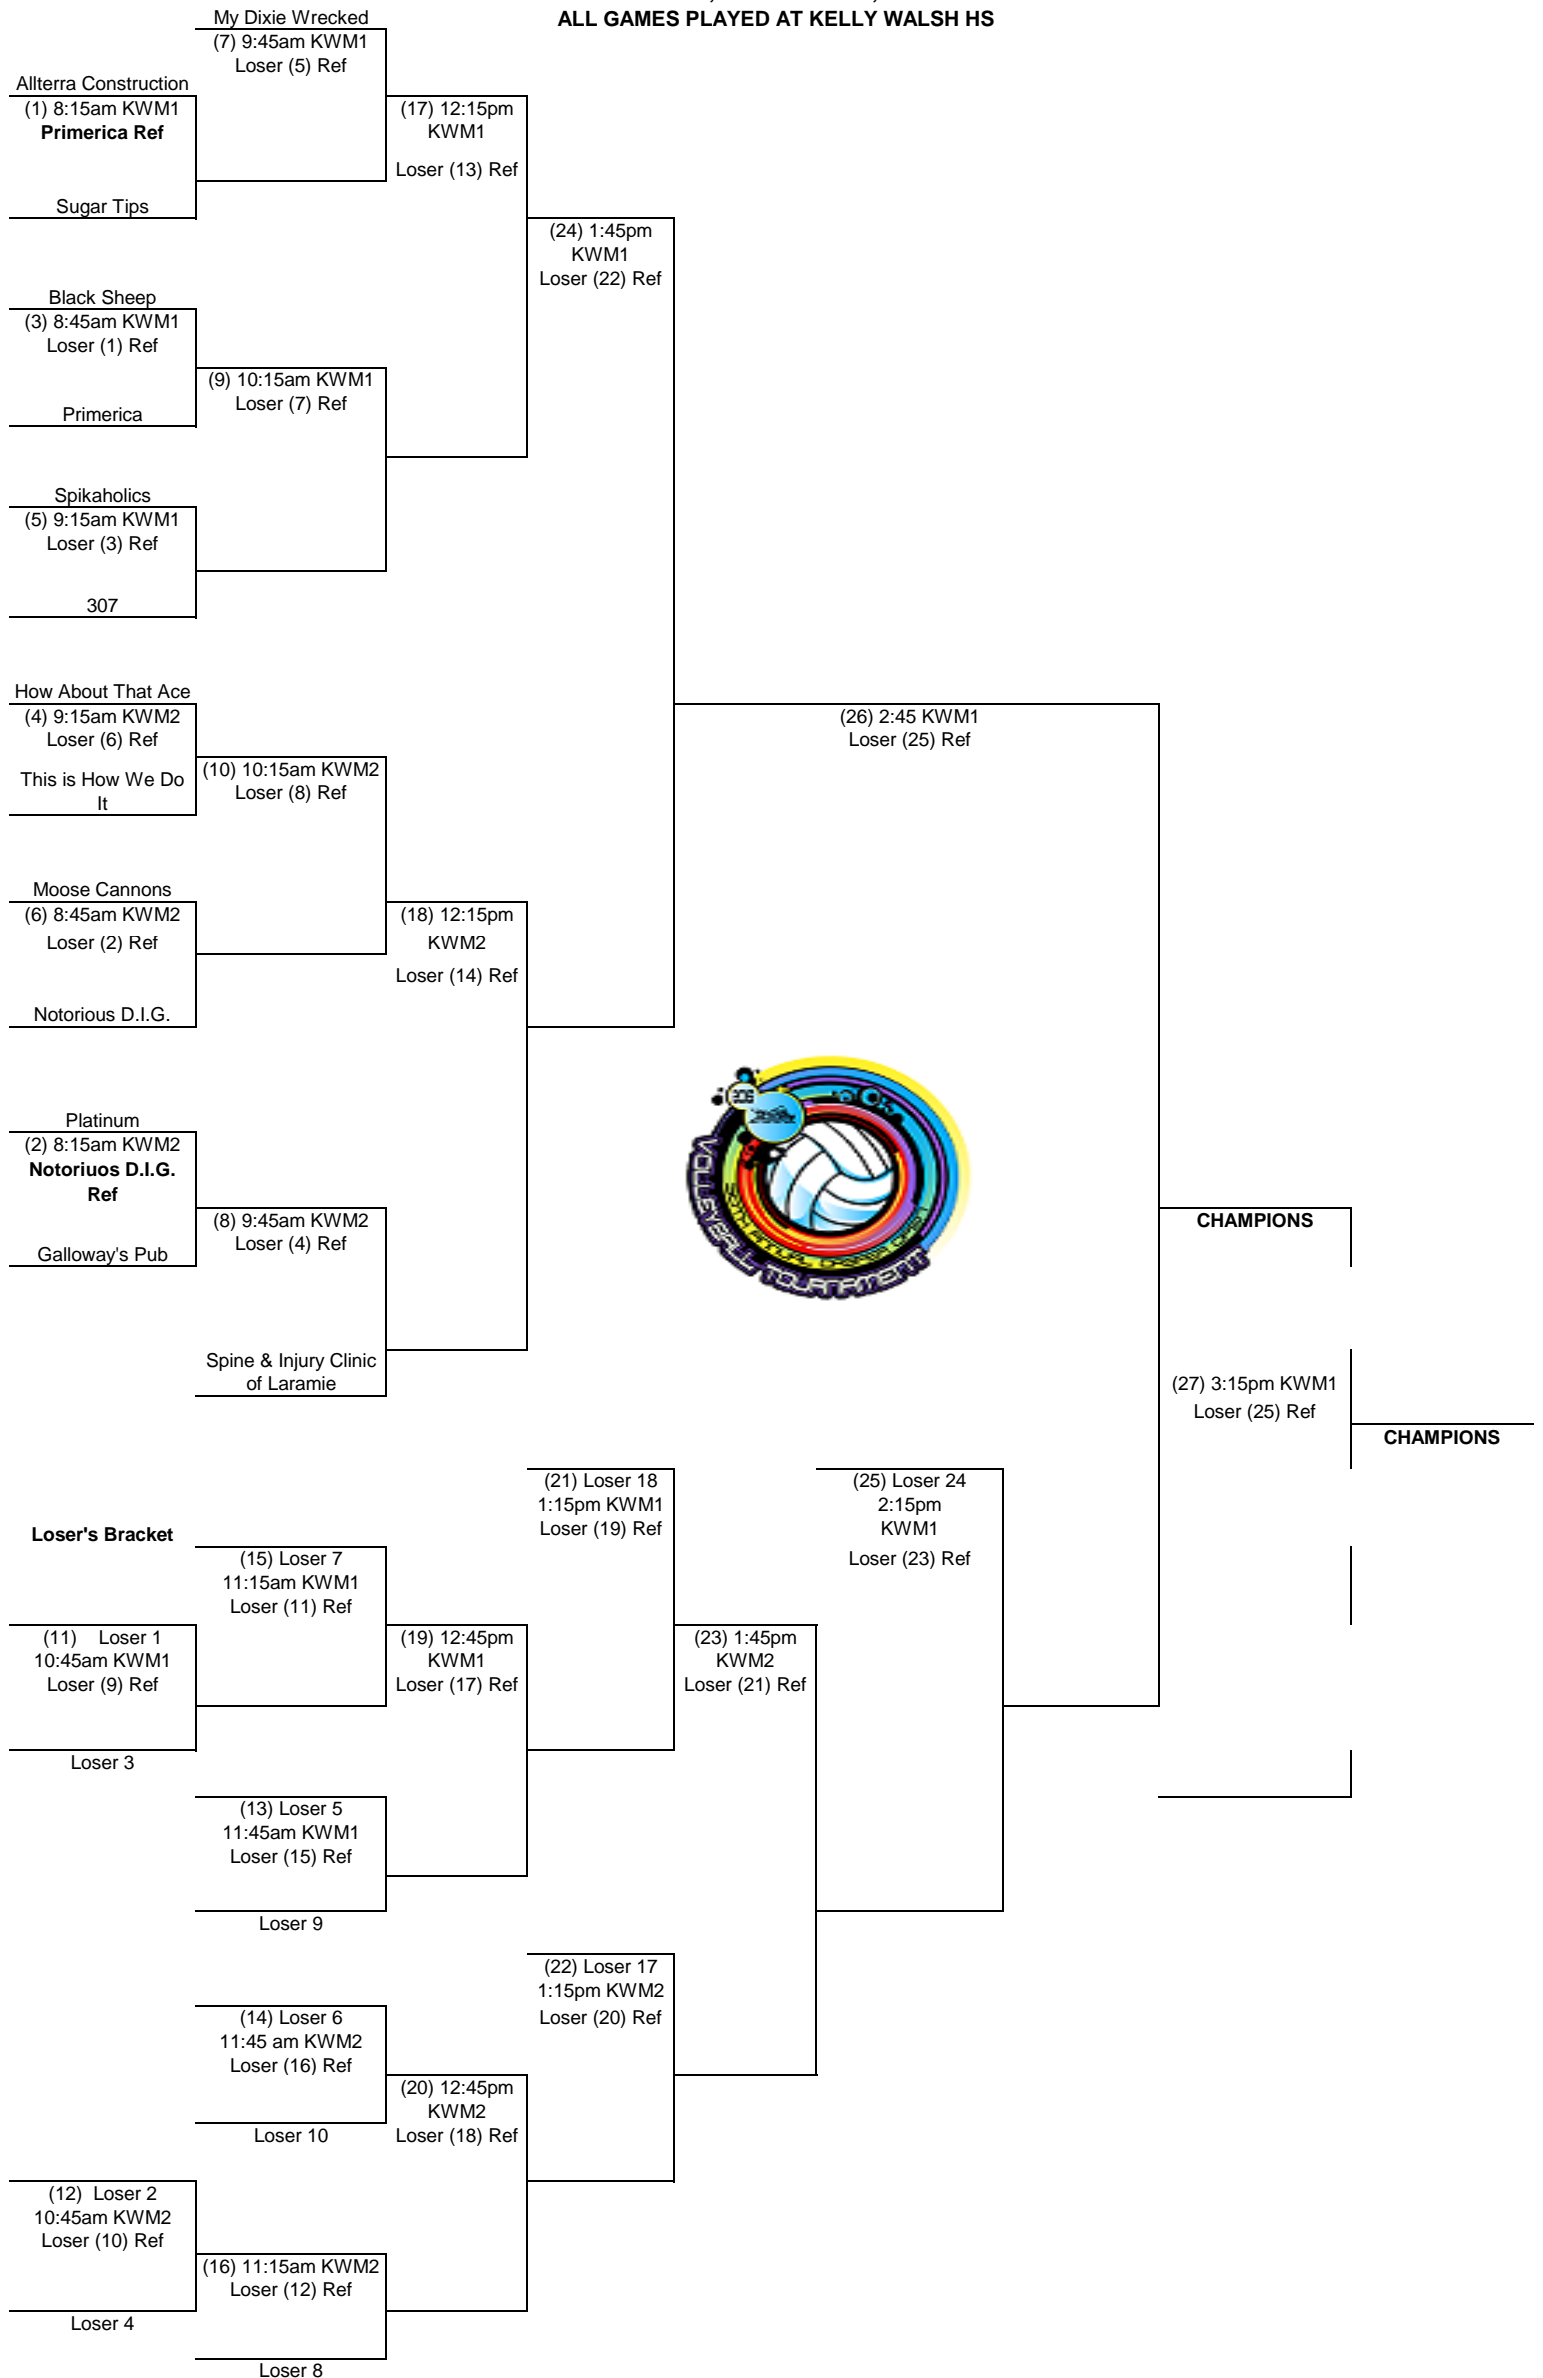 ALL GAMES PLAYED AT KELLY WALSH HS
My Dixie Wrecked
(7) 9:45am KWM1
Loser (5) Ref
Allterra Construction
(1) 8:15am KWM1
Primerica Ref
Sugar Tips
(17) 12:15pm
KWM1
Loser (13) Ref
(24) 1:45pm
KWM1
Loser (22) Ref
Black Sheep
(3) 8:45am KWM1
Loser (1) Ref
Primerica
(9) 10:15am KWM1
Loser (7) Ref
Spikaholics
(5) 9:15am KWM1
Loser (3) Ref
307
How About That Ace
(4) 9:15am KWM2
Loser (6) Ref
This is How We Do
It
(10) 10:15am KWM2
Loser (8) Ref
(26) 2:45 KWM1
Loser (25) Ref
Moose Cannons
(6) 8:45am KWM2
Loser (2) Ref
Notorious D.I.G.
(18) 12:15pm
KWM2
Loser (14) Ref
Platinum
(2) 8:15am KWM2
Notoriuos D.I.G.
Ref
Galloway's Pub
(8) 9:45am KWM2
Loser (4) Ref
Spine & Injury Clinic
of Laramie
VOLLEYBALL TOURNAMENT
CHAMPIONS
(27) 3:15pm KWM1
Loser (25) Ref
CHAMPIONS
Loser's Bracket
(21) Loser 18
1:15pm KWM1
Loser (19) Ref
(25) Loser 24
2:15pm
KWM1
Loser (23) Ref
(15) Loser 7
11:15am KWM1
Loser (11) Ref
(11) Loser 1
10:45am KWM1
Loser (9) Ref
Loser 3
(19) 12:45pm
KWM1
Loser (17) Ref
(23) 1:45pm
KWM2
Loser (21) Ref
(13) Loser 5
11:45am KWM1
Loser (15) Ref
Loser 9
(22) Loser 17
1:15pm KWM2
Loser (20) Ref
(14) Loser 6
11:45 am KWM2
Loser (16) Ref
Loser 10
(20) 12:45pm
KWM2
Loser (18) Ref
(12) Loser 2
10:45am KWM2
Loser (10) Ref
Loser 4
(16) 11:15am KWM2
Loser (12) Ref
Loser 8